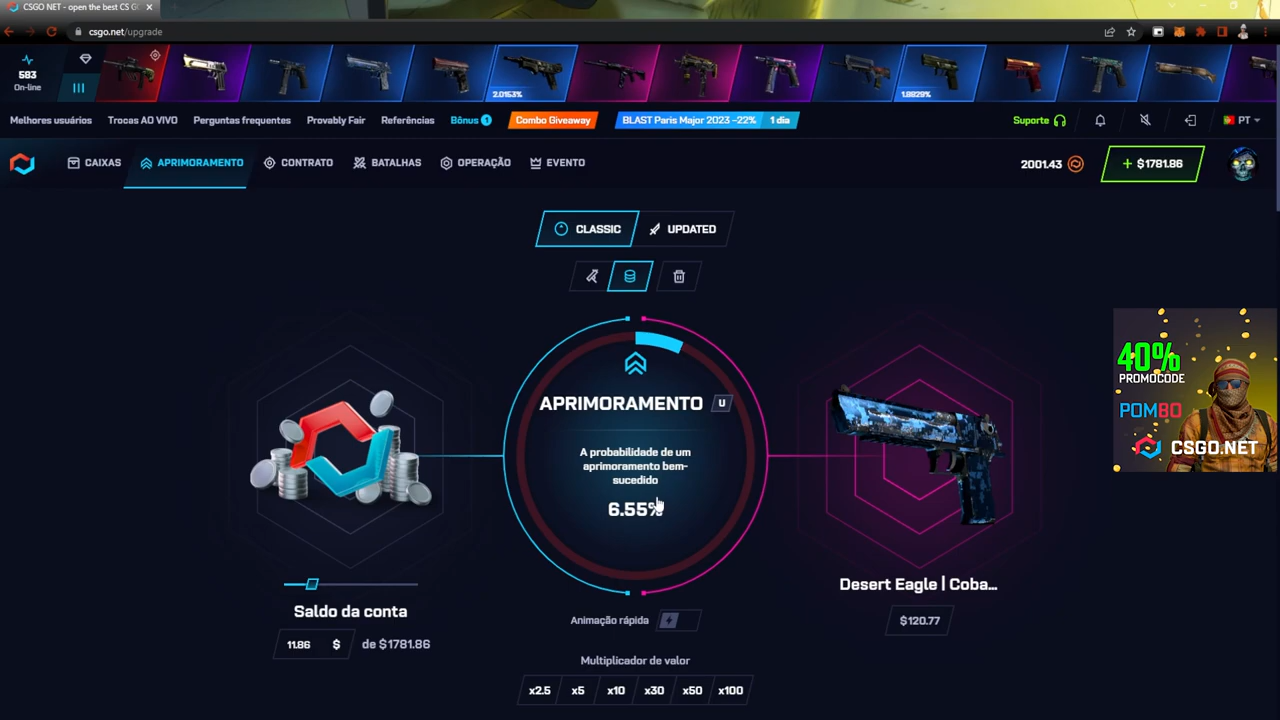 CSGO NET - open the best CS G
csgo.net/upgrade
583
On-line
2.0153%
1.8829%
Melhores usuários
Trocas AO VIVO
Perguntas frequentes
Provably Fair
Referências
Bônus 1
Combo Giveaway
BLAST Paris Major 2023 –22% 1 dia
Suporte
PT
CAIXAS
APRIMORAMENTO
CONTRATO
BATALHAS
OPERAÇÃO
EVENTO
2001.43
+ $1781.86
CLASSIC
UPDATED
APRIMORAMENTO U
A probabilidade de um
aprimoramento bem-
sucedido
6.55%
Saldo da conta
11.86 $ de $1781.86
Desert Eagle | Coba...
$120.77
40%
PROMOCODE
POMBO
CSGO.NET
Animação rápida
Multiplicador de valor
x2.5 x5 x10 x30 x50 x100